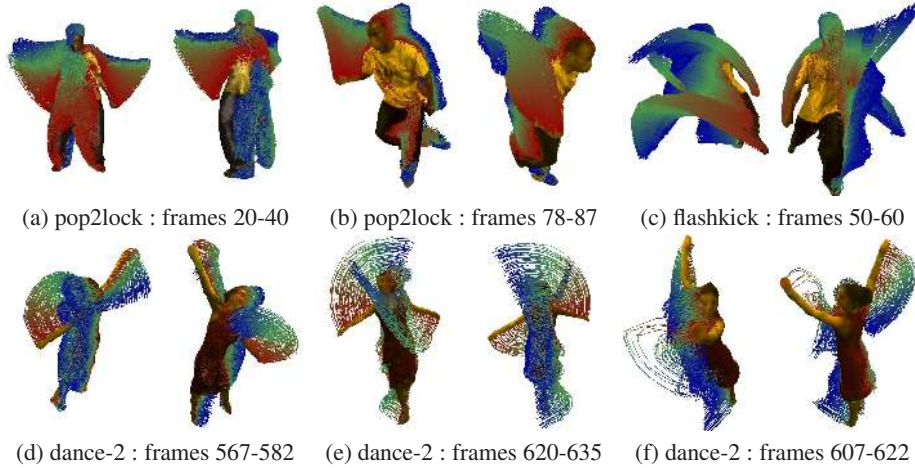 (a) pop2lock : frames 20-40 (b) pop2lock : frames 78-87 (c) flashkick : frames 50-60
(d) dance-2 : frames 567-582 (e) dance-2 : frames 620-635 (f) dance-2 : frames 607-622